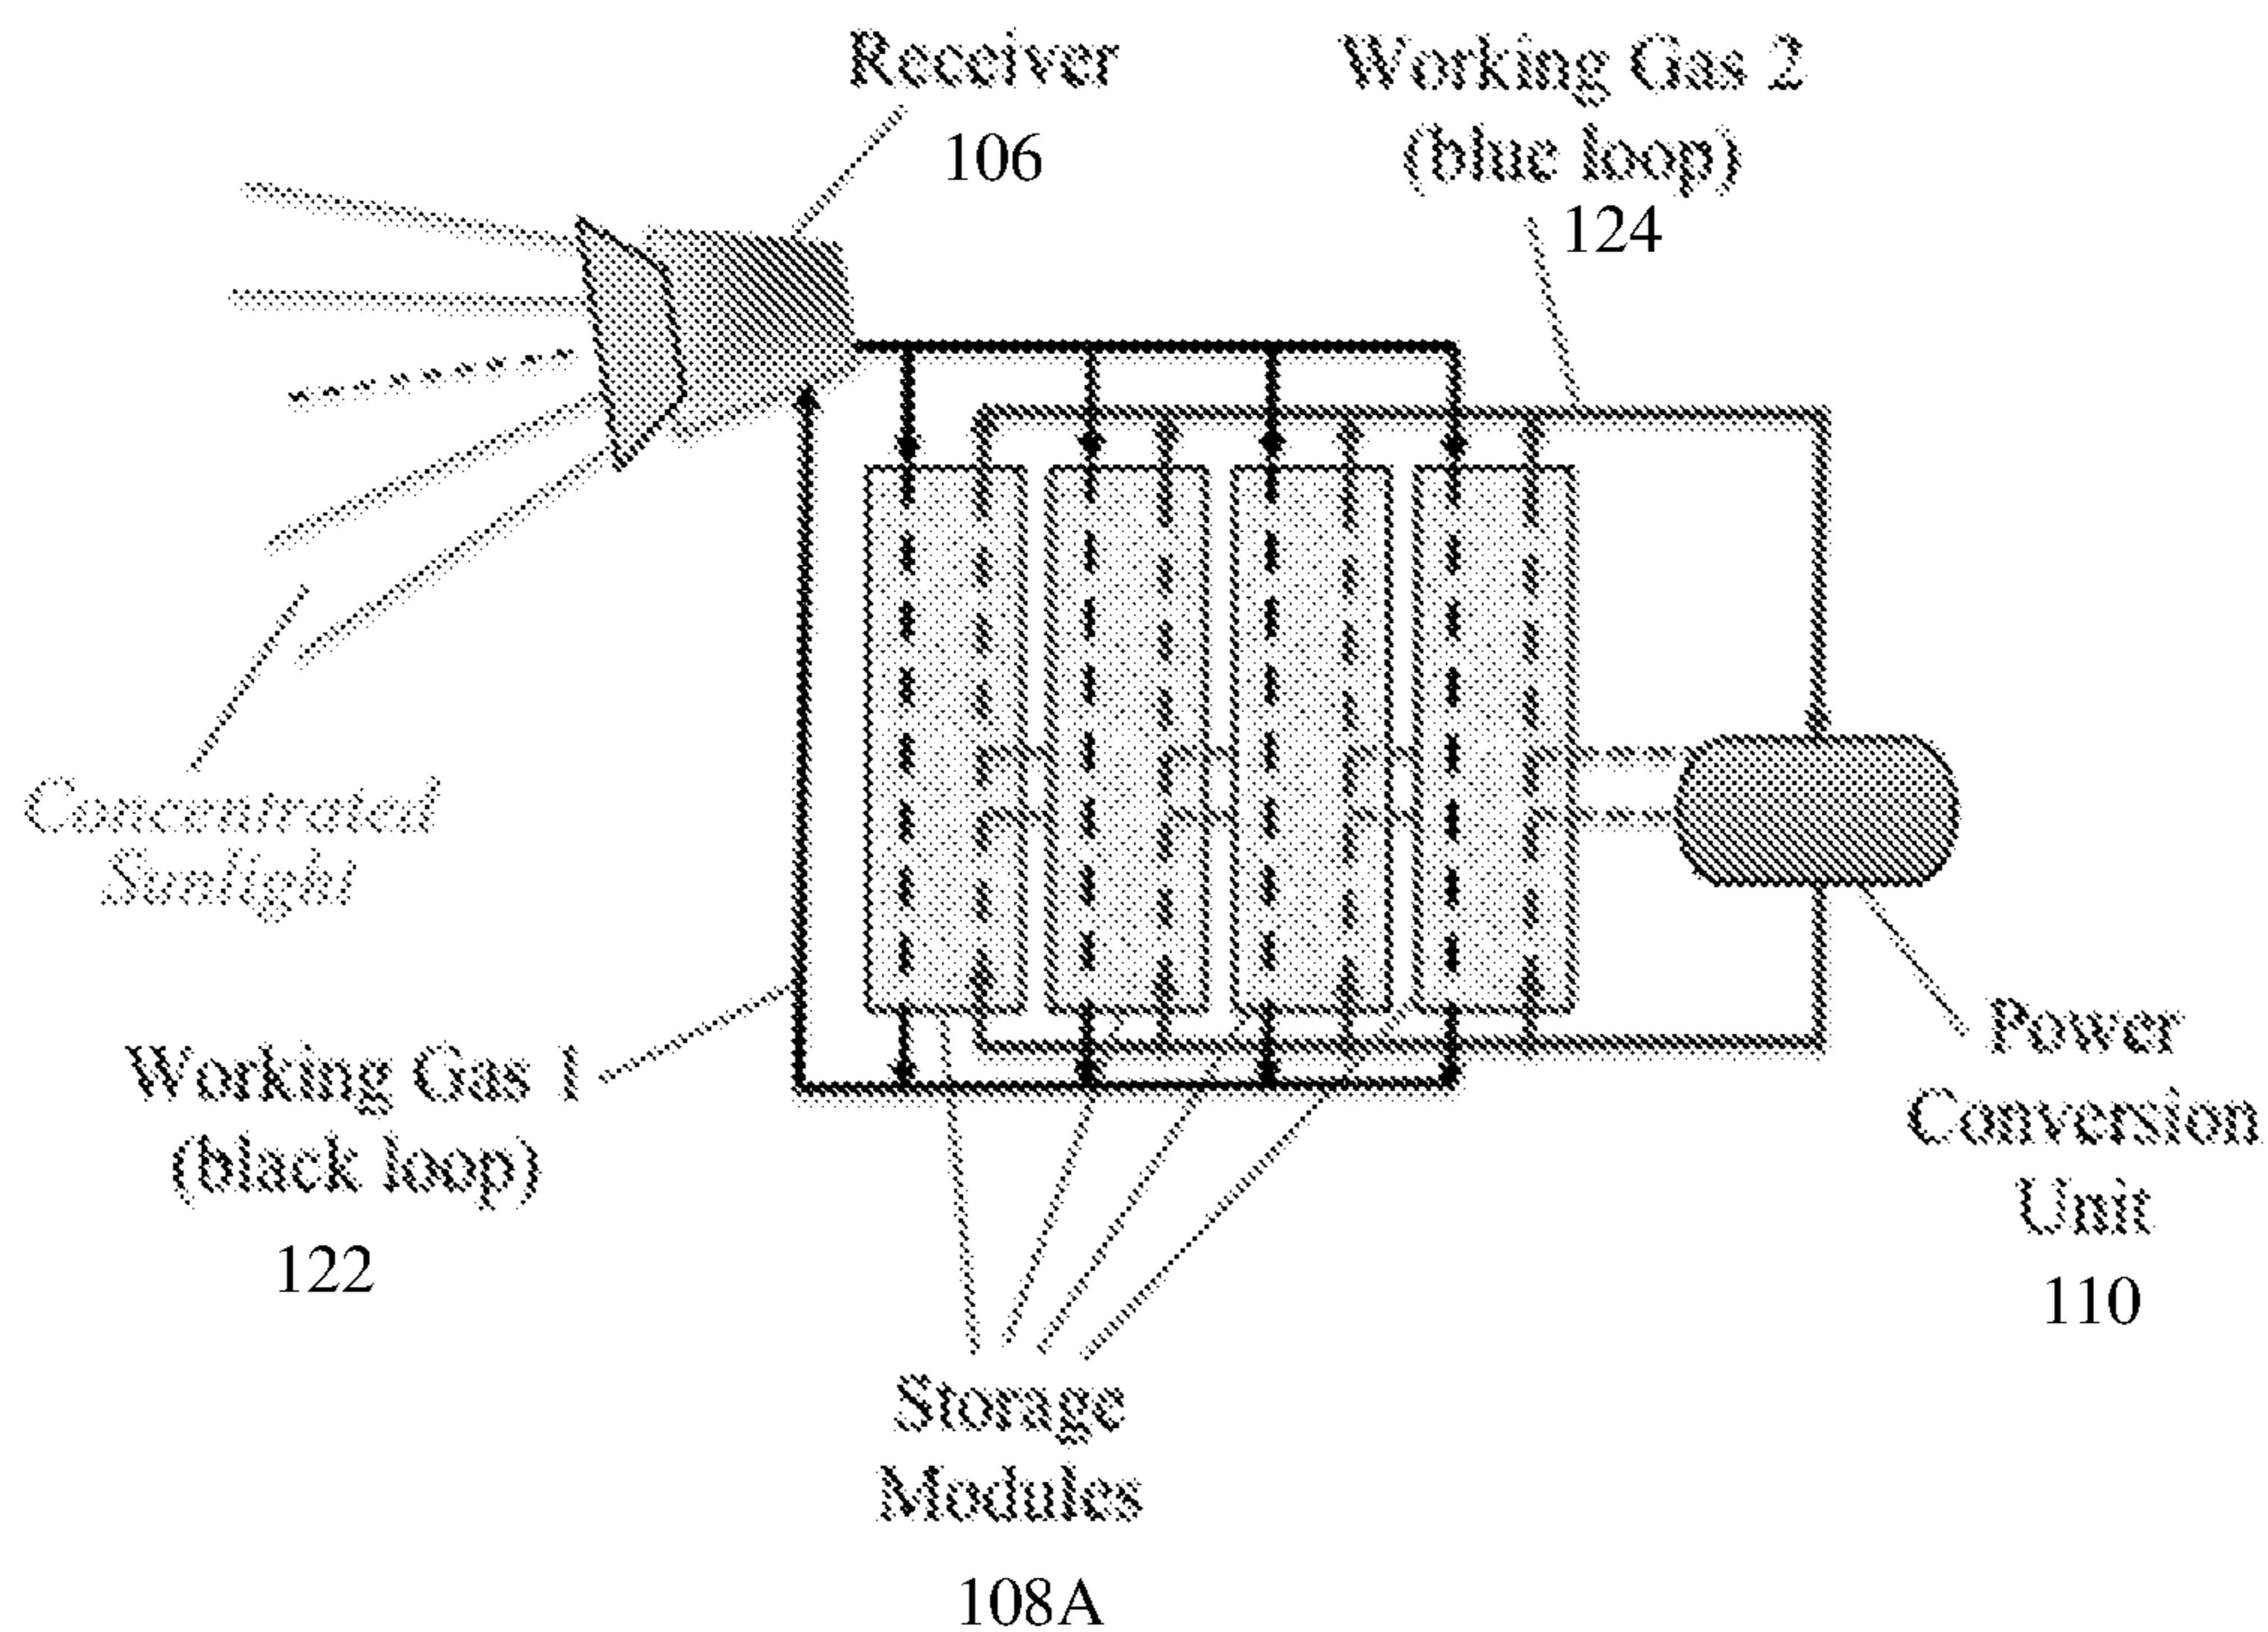 Receiver
106
Working Gas 2
(blue loop)
124
Concentrated
Sunlight
Working Gas 1
(black loop)
122
Power
Conversion
Unit
110
Storage
Modules
108A